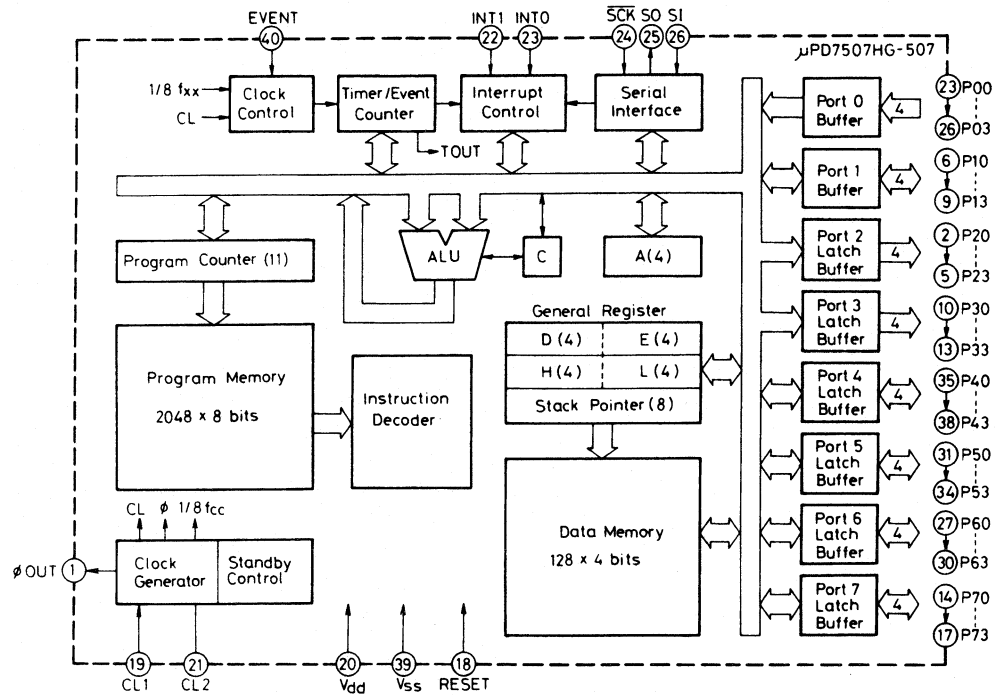 EVENT
40
INT1 INT0
22 23
SCK SO SI
24 25 26
μPD7507HG-507
1/8 fxx
CL
Clock
Control
Timer/Event
Counter
TOUT
Interrupt
Control
Serial
Interface
Port 0
Buffer
4
23 P00
26 P03
Port 1
Buffer
4
6 P10
9 P13
Program Counter (11)
ALU
C
A(4)
Port 2
Latch
Buffer
4
2 P20
5 P23
Program Memory
2048 × 8 bits
Instruction
Decoder
General Register
D(4) E(4)
H(4) L(4)
Stack Pointer(8)
Port 3
Latch
Buffer
4
10 P30
13 P33
Port 4
Latch
Buffer
4
35 P40
38 P43
Port 5
Latch
Buffer
4
31 P50
34 P53
Data Memory
128 × 4 bits
Port 6
Latch
Buffer
4
27 P60
30 P63
Port 7
Latch
Buffer
4
14 P70
17 P73
CL ϕ 1/8 fcc
ϕ OUT 1
Clock
Generator
Standby
Control
19 21 20 39 18
CL1 CL2 Vdd Vss RESET